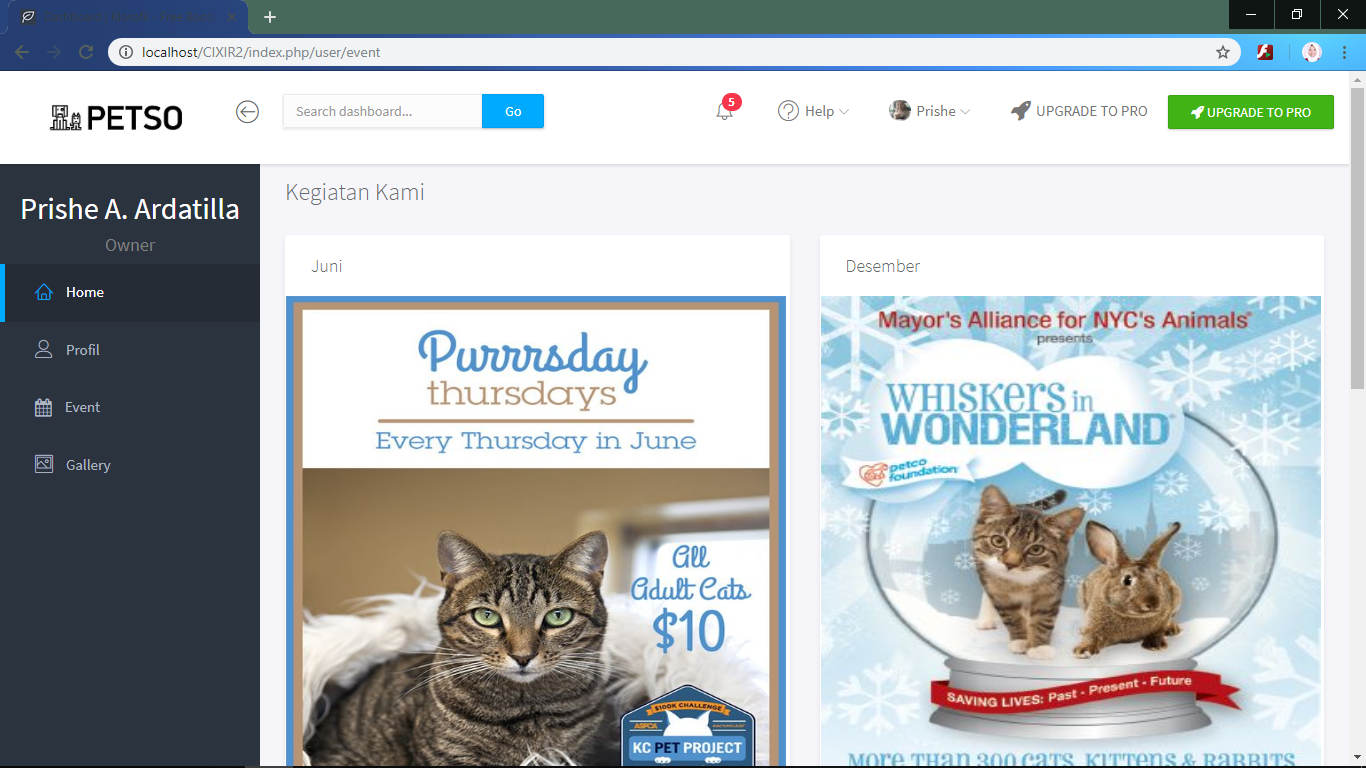 localhost/CIXIR2/index.php/user/event
PETSO
Search dashboard...
Go
5
Help
Prishe
UPGRADE TO PRO
UPGRADE TO PRO
Prishe A. Ardatilla
Owner
Home
Profil
Event
Gallery
Kegiatan Kami
Juni
Purrrsday
thursdays
Every Thursday in June
All
Adult Cats
$10
$100K CHALLENGE
ASPCA
KC PET PROJECT
Desember
Mayor's Alliance for NYC's Animals®
presents
WHISKERS in
WONDERLAND®
petco
foundation
SAVING LIVES: Past - Present - Future
MORE THAN 300 CATS, KITTENS & RABBITS